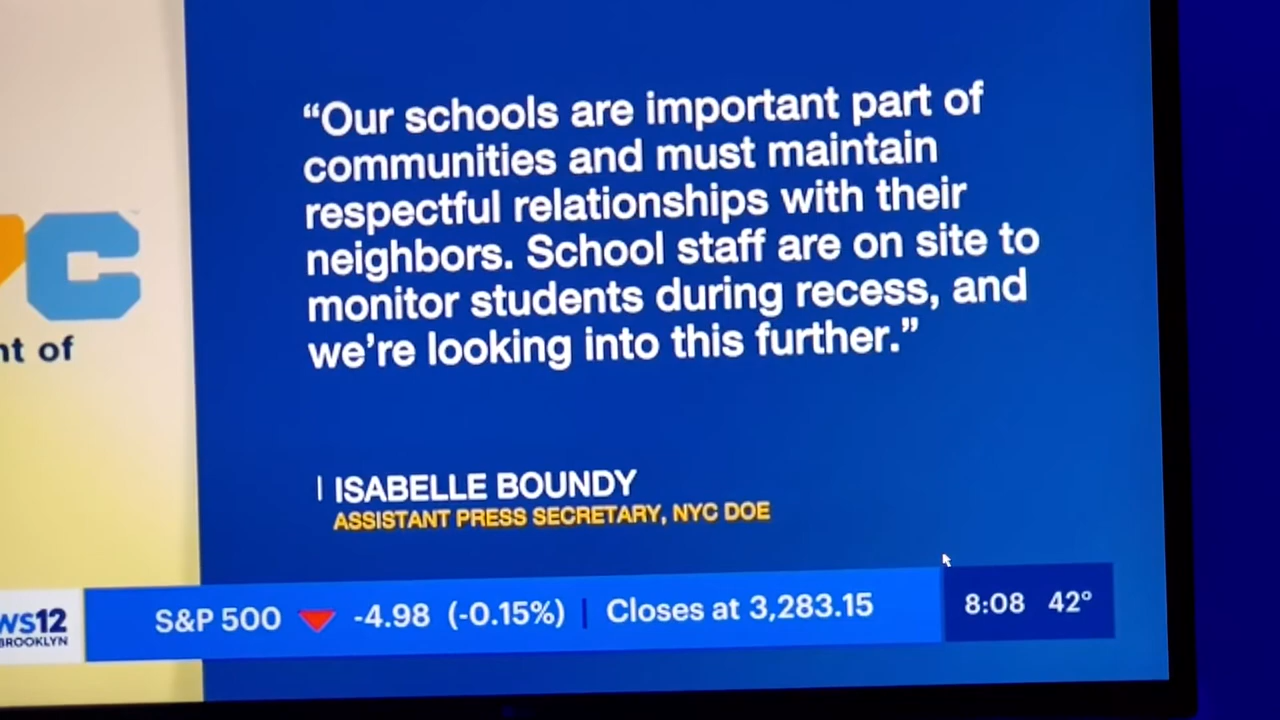 “Our schools are important part of
communities and must maintain
respectful relationships with their
neighbors. School staff are on site to
monitor students during recess, and
we’re looking into this further.”
ISABELLE BOUNDY
ASSISTANT PRESS SECRETARY, NYC DOE
C
of
12
BROOKLYN
S&P 500 -4.98 (-0.15%) | Closes at 3,283.15
8:08 42°